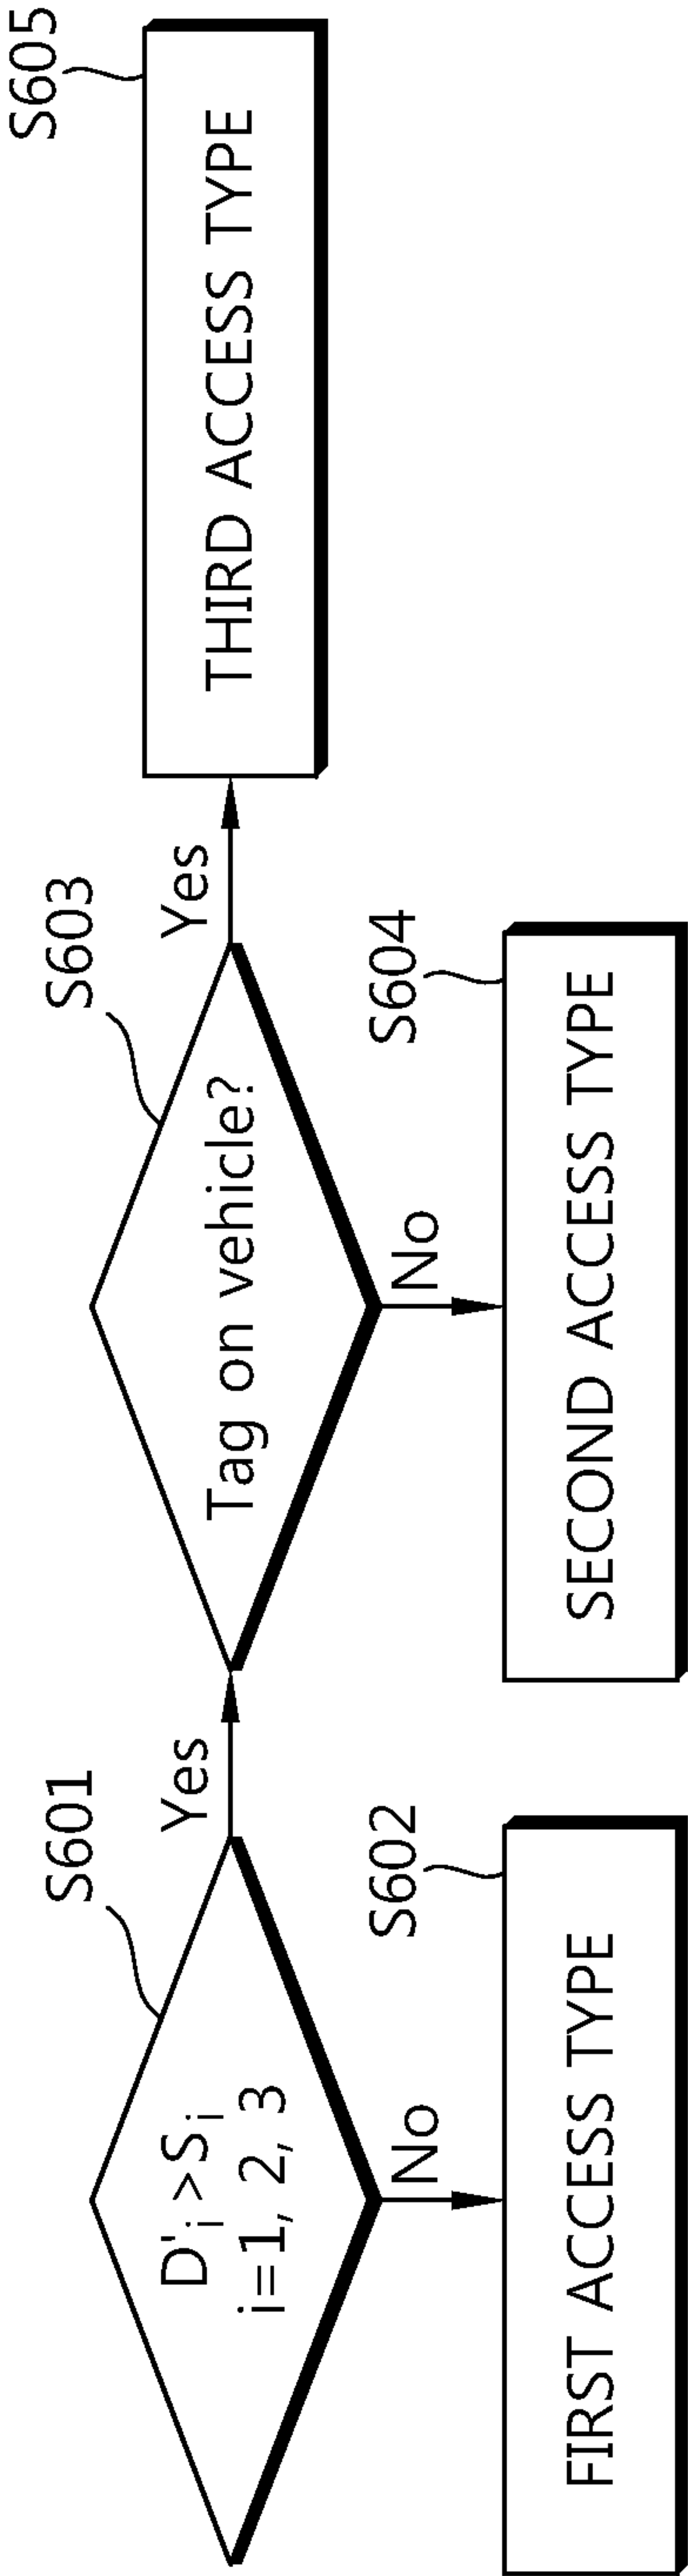 S601
D'i >Si
i=1, 2, 3
Yes
No
S602
FIRST ACCESS TYPE
S603
Tag on vehicle?
Yes
No
S604
SECOND ACCESS TYPE
S605
THIRD ACCESS TYPE